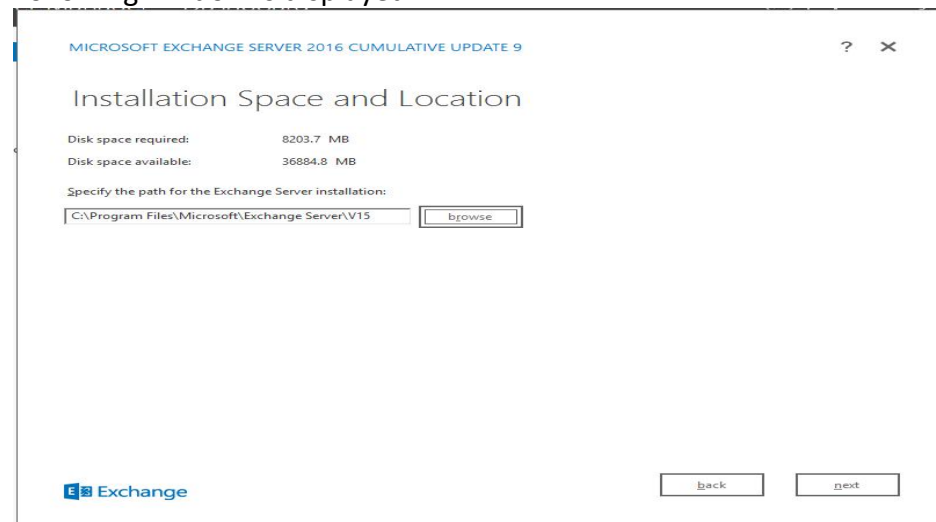 MICROSOFT EXCHANGE SERVER 2016 CUMULATIVE UPDATE 9 ? ✕
Installation Space and Location
Disk space required: 8203.7 MB
Disk space available: 36884.8 MB
Specify the path for the Exchange Server installation:
C:\Program Files\Microsoft\Exchange Server\V15 browse
E Exchange back next